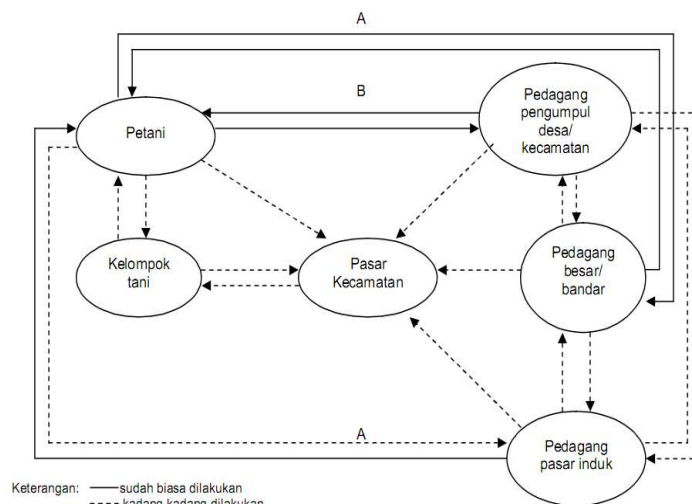 A
B
Petani
Pedagang
pengumpul
desa/
kecamatan
Kelompok
tani
Pasar
Kecamatan
Pedagang
besar/
bandar
A
Pedagang
pasar induk
Keterangan: sudah biasa dilakukan
kadang kadang dilakukan